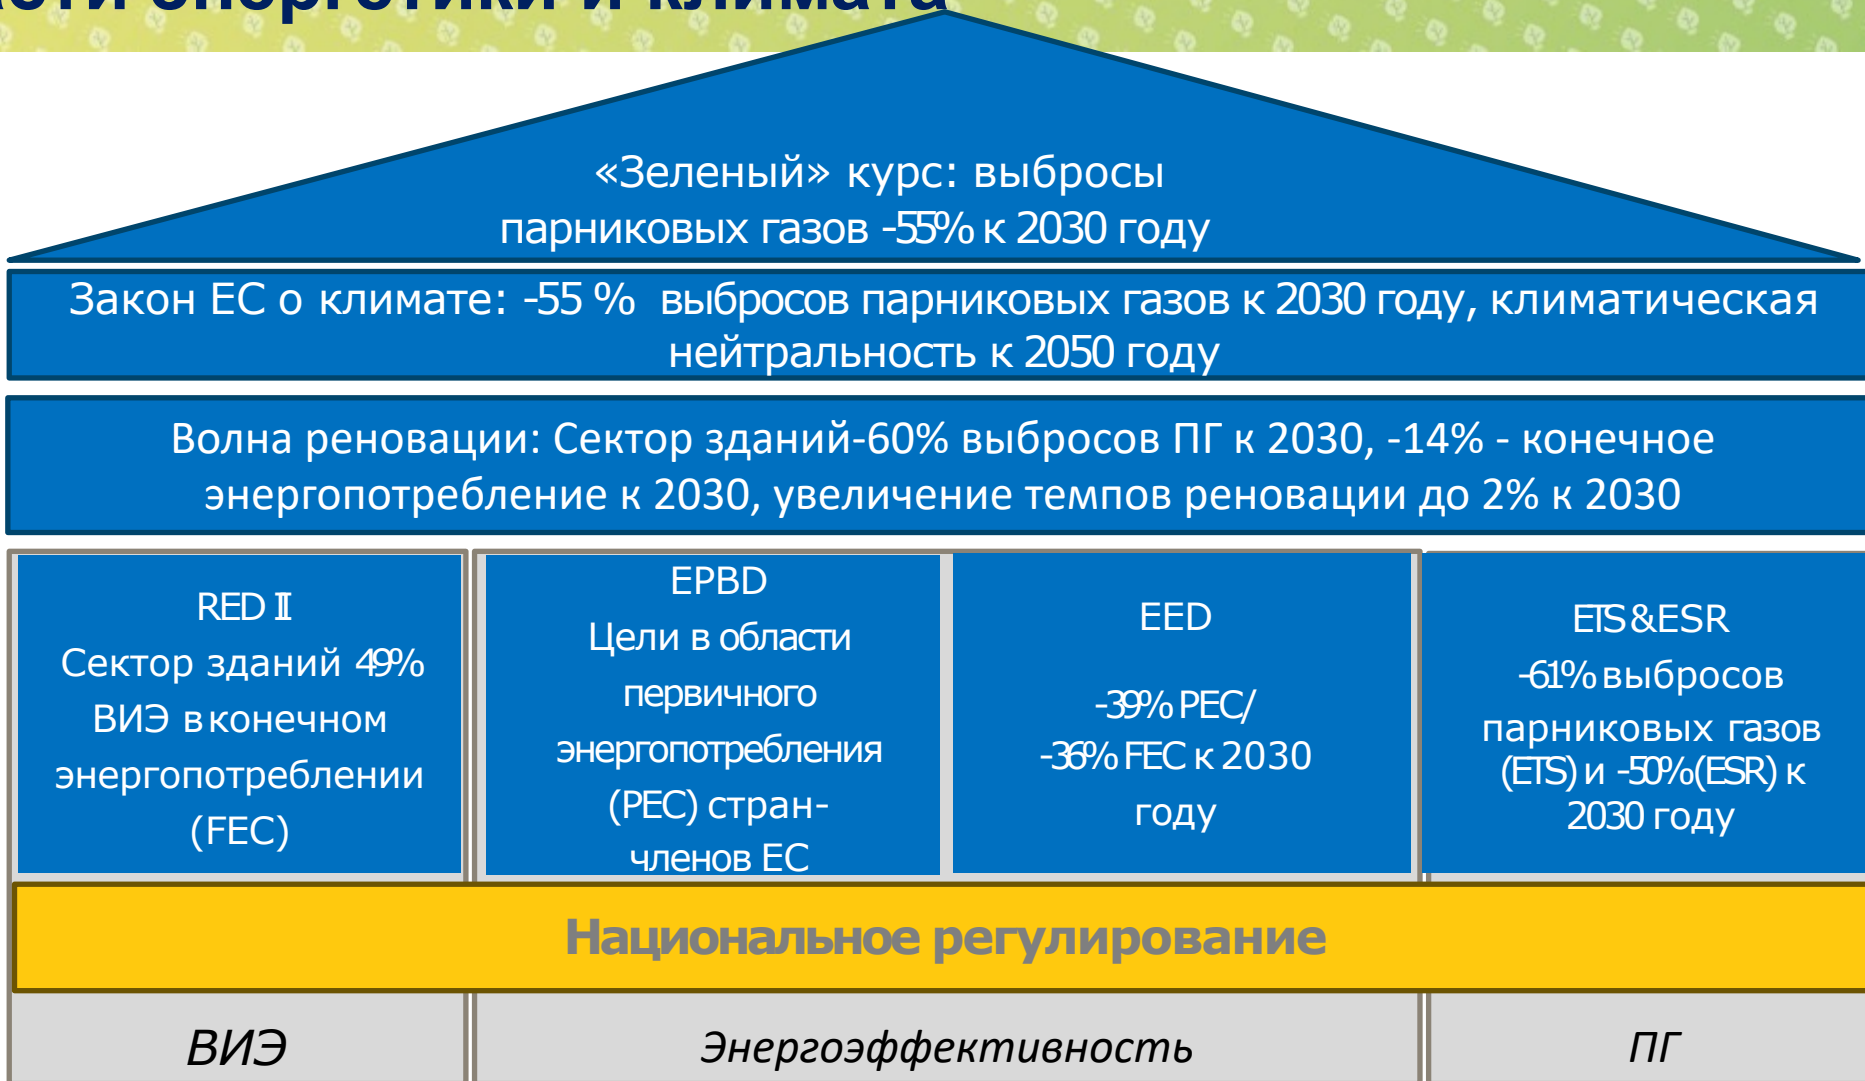 асти энергетики и климата
«Зеленый» курс: выбросы
парниковых газов -55% к 2030 году
Закон ЕС о климате: -55 % выбросов парниковых газов к 2030 году, климатическая
нейтральность к 2050 году
Волна реновации: Сектор зданий-60% выбросов ПГ к 2030, -14% - конечное
энергопотребление к 2030, увеличение темпов реновации до 2% к 2030
RED II
Сектор зданий 49%
ВИЭ в конечном
энергопотреблении
(FEC)
EPBD
Цели в области
первичного
энергопотребления
(PEC) стран-
членов ЕС
EED
-39% PEC/
-36% FEC к 2030
году
ETS&ESR
-61% выбросов
парниковых газов
(ETS) и -50% (ESR) к
2030 году
Национальное регулирование
ВИЭ
Энергоэффективность
ПГ